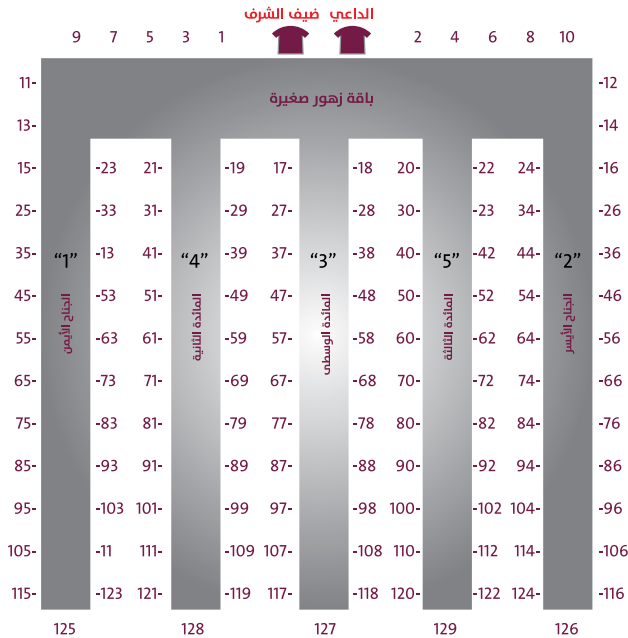 الداعي ضيف الشرف
9 7 5 3 1 2 4 6 8 10
باقة زهور صغيرة
11- -12
13- -14
15- -23 21- -19 17- -18 20- -22 24- -16
25- -33 31- -29 27- -28 30- -23 34- -26
35- -13 41- -39 37- -38 40- -42 44- -36
“1” “4” “3” “5” “2”
45- -53 51- -49 47- -48 50- -52 54- -46
الجناح الأيمن المائدة الثانية المائدة الوسطى المائدة الثالثة الجناح الأيسر
55- -63 61- -59 57- -58 60- -62 64- -56
65- -73 71- -69 67- -68 70- -72 74- -66
75- -83 81- -79 77- -78 80- -82 84- -76
85- -93 91- -89 87- -88 90- -92 94- -86
95- -103 101- -99 97- -98 100- -102 104- -96
105- -11 111- -109 107- -108 110- -112 114- -106
115- -123 121- -119 117- -118 120- -122 124- -116
125 128 127 129 126